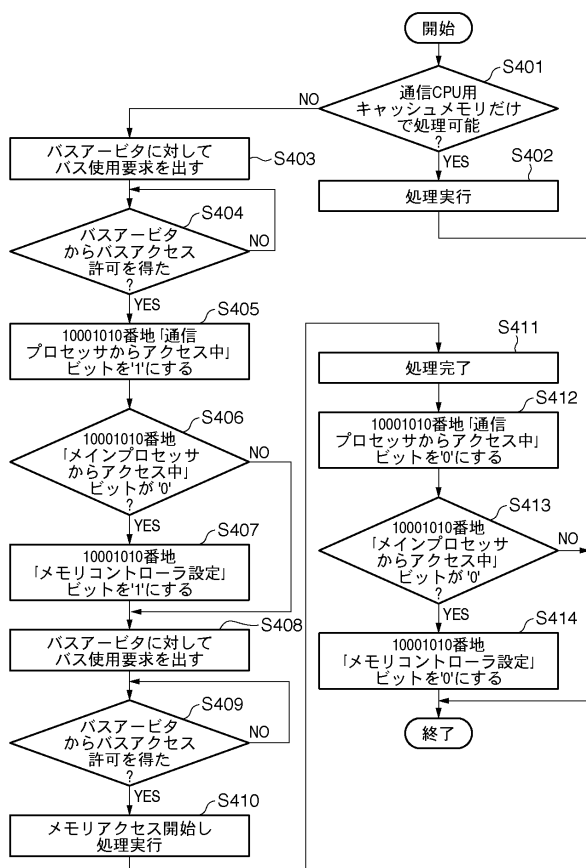 開始
S401
通信CPU用
キャッシュメモリだけ
で処理可能
?
NO
YES
S402
処理実行
S403
バスアービタに対して
バス使用要求を出す
S404
バスアービタ
からバスアクセス
許可を得た
?
NO
YES
S405
10001010番地「通信
プロセッサからアクセス中」
ビットを'1'にする
S406
10001010番地
「メインプロセッサ
からアクセス中」
ビットが'0'
?
NO
YES
S407
10001010番地
「メモリコントローラ設定」
ビットを'1'にする
S408
バスアービタに対して
バス使用要求を出す
S409
バスアービタ
からバスアクセス
許可を得た
?
NO
YES
S410
メモリアクセス開始し
処理実行
S411
処理完了
S412
10001010番地「通信
プロセッサからアクセス中」
ビットを'0'にする
S413
10001010番地
「メインプロセッサ
からアクセス中」
ビットが'0'
?
NO
YES
S414
10001010番地
「メモリコントローラ設定」
ビットを'0'にする
終了